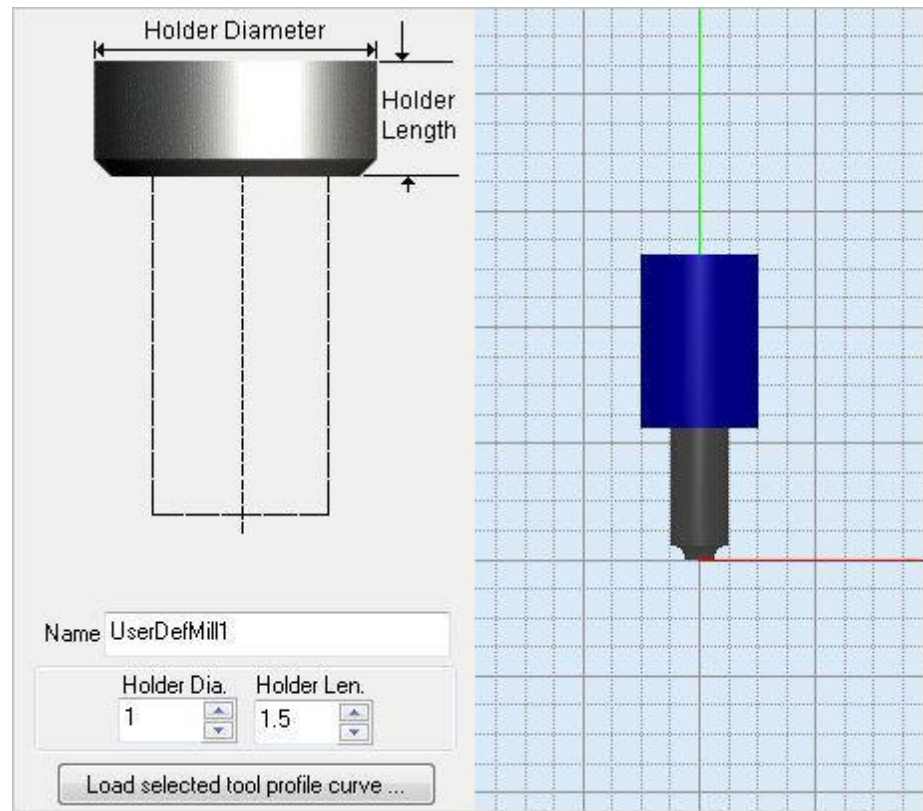 Holder Diameter
Holder
Length
Name UserDefMill1
Holder Dia. Holder Len.
1 1.5
Load selected tool profile curve ...